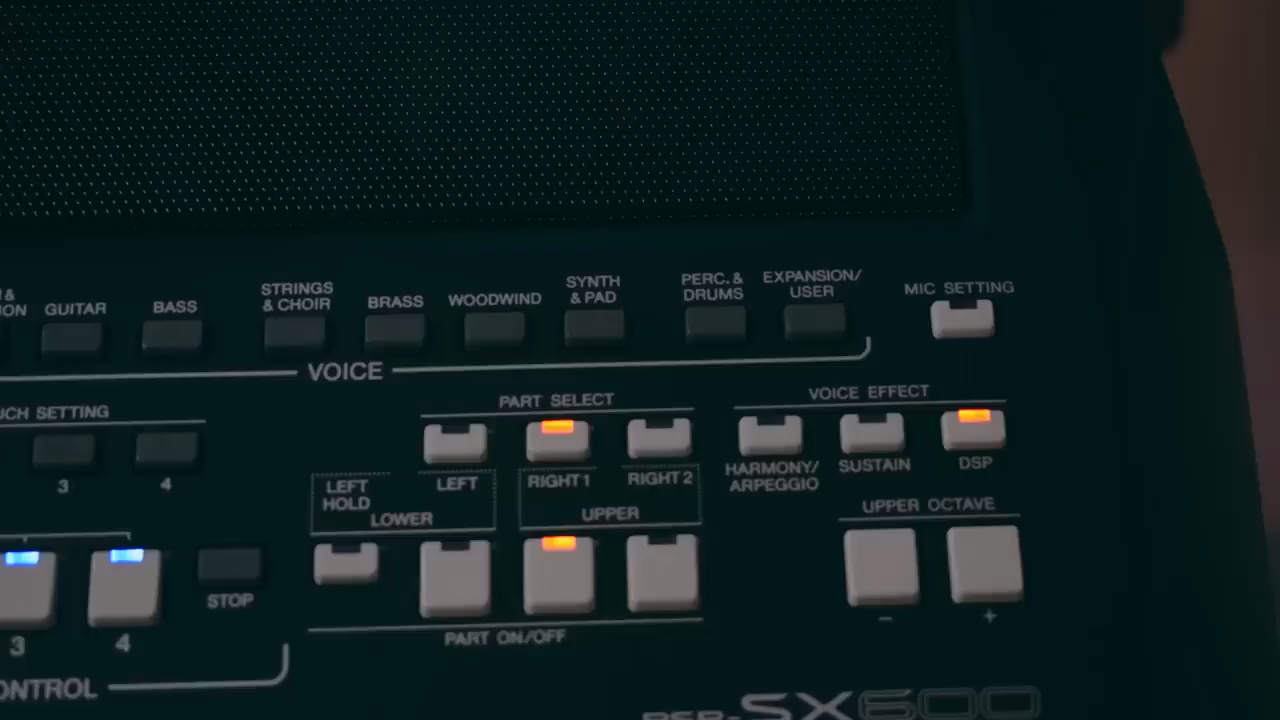 GUITAR
BASS
STRINGS
& CHOIR
BRASS
WOODWIND
SYNTH
& PAD
PERC. &
DRUMS
EXPANSION/
USER
MIC SETTING
VOICE
SETTING
PART SELECT
VOICE EFFECT
3
4
LEFT
HOLD
LEFT
RIGHT 1
RIGHT 2
LOWER
UPPER
HARMONY/
ARPEGGIO
SUSTAIN
DSP
UPPER OCTAVE
STOP
3
4
PART ON/OFF
−
+
SX600